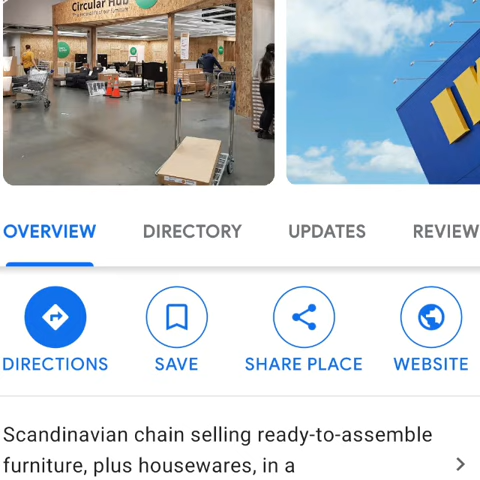 Circular Hub
OVERVIEW DIRECTORY UPDATES REVIEW
DIRECTIONS SAVE SHARE PLACE WEBSITE
Scandinavian chain selling ready-to-assemble
furniture, plus housewares, in a